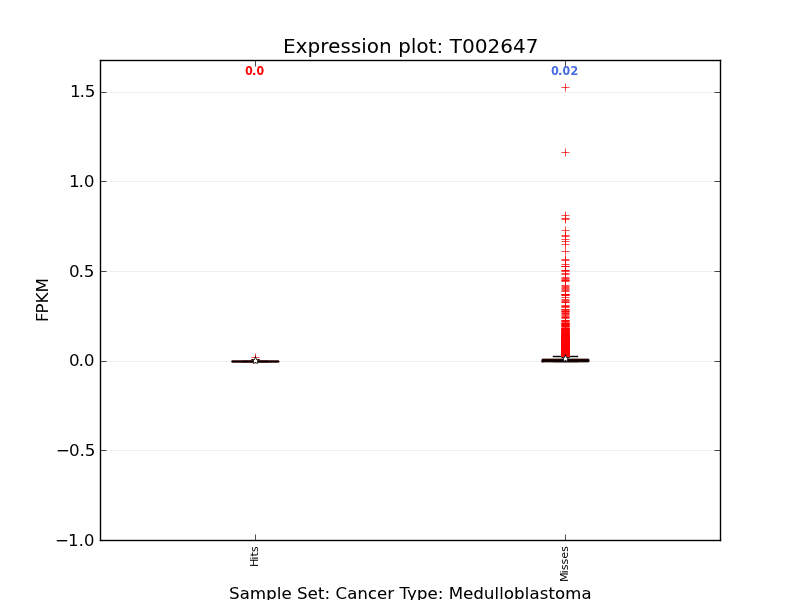 Expression plot: T002647
0.0
0.02
1.5
1.0
0.5
0.0
−0.5
−1.0
FPKM
Hits
Misses
Sample Set: Cancer Type: Medulloblastoma